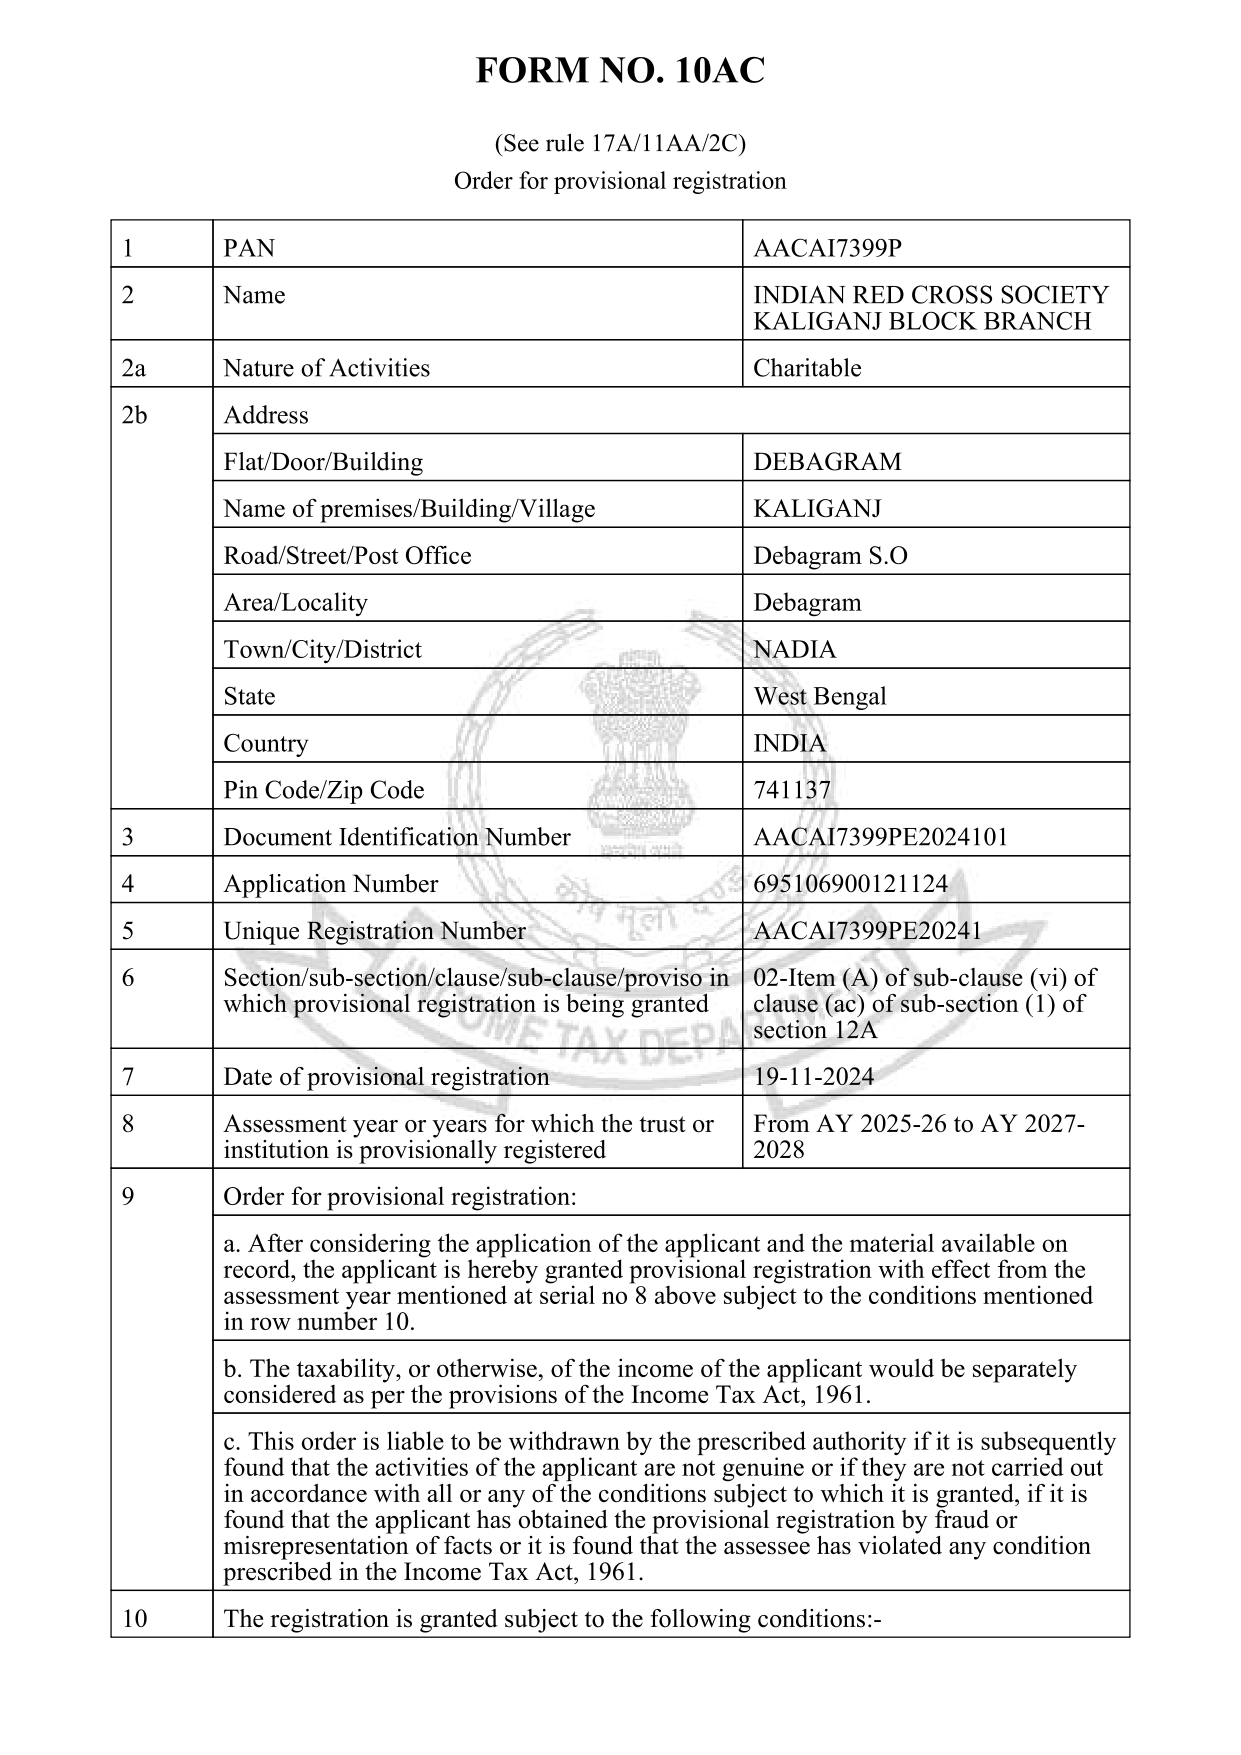 FORM NO. 10AC
(See rule 17A/11AA/2C)
Order for provisional registration
1 PAN AACAI7399P
2 Name INDIAN RED CROSS SOCIETY
KALIGANJ BLOCK BRANCH
2a Nature of Activities Charitable
2b Address
Flat/Door/Building DEBAGRAM
Name of premises/Building/Village KALIGANJ
Road/Street/Post Office Debagram S.O
Area/Locality Debagram
Town/City/District NADIA
State West Bengal
Country INDIA
Pin Code/Zip Code 741137
3 Document Identification Number AACAI7399PE2024101
4 Application Number 695106900121124
5 Unique Registration Number AACAI7399PE20241
6 Section/sub-section/clause/sub-clause/proviso in 02-Item (A) of sub-clause (vi) of
which provisional registration is being granted clause (ac) of sub-section (1) of
section 12A
7 Date of provisional registration 19-11-2024
8 Assessment year or years for which the trust or From AY 2025-26 to AY 2027-
institution is provisionally registered 2028
9 Order for provisional registration:
a. After considering the application of the applicant and the material available on
record, the applicant is hereby granted provisional registration with effect from the
assessment year mentioned at serial no 8 above subject to the conditions mentioned
in row number 10.
b. The taxability, or otherwise, of the income of the applicant would be separately
considered as per the provisions of the Income Tax Act, 1961.
c. This order is liable to be withdrawn by the prescribed authority if it is subsequently
found that the activities of the applicant are not genuine or if they are not carried out
in accordance with all or any of the conditions subject to which it is granted, if it is
found that the applicant has obtained the provisional registration by fraud or
misrepresentation of facts or it is found that the assessee has violated any condition
prescribed in the Income Tax Act, 1961.
10 The registration is granted subject to the following conditions:-
कोष मूलो दण्डः
INCOME TAX DEPARTMENT